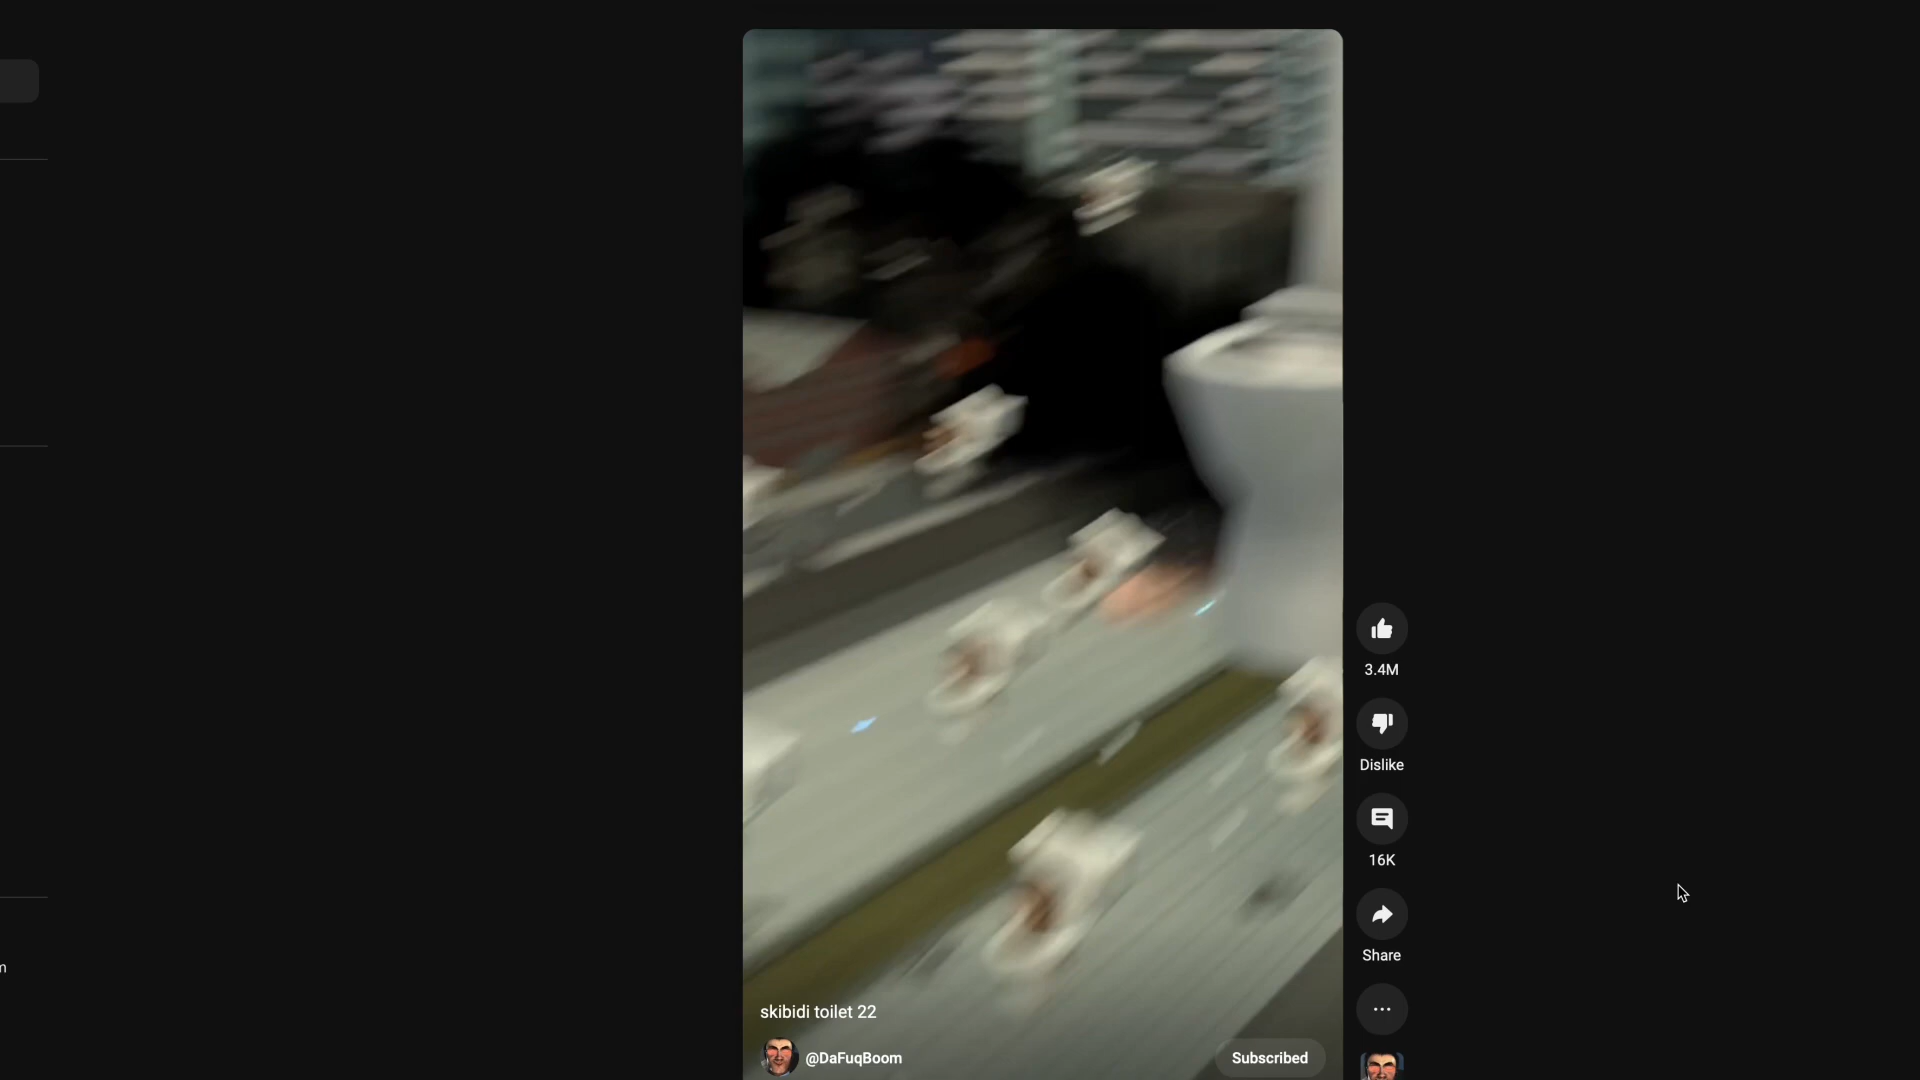 3.4M
Dislike
16K
Share
skibidi toilet 22
@DaFuqBoom
Subscribed